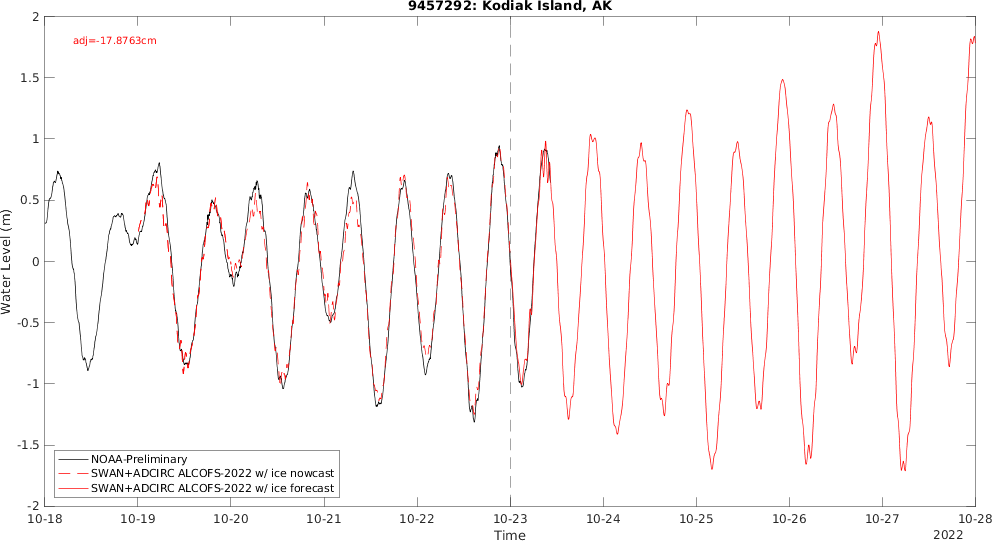 9457292: Kodiak Island, AK
adj=-17.8763cm
2
1.5
1
0.5
0
-0.5
-1
-1.5
-2
Water Level (m)
NOAA-Preliminary
SWAN+ADCIRC ALCOFS-2022 w/ ice nowcast
SWAN+ADCIRC ALCOFS-2022 w/ ice forecast
10-18 10-19 10-20 10-21 10-22 10-23 10-24 10-25 10-26 10-27 10-28
Time
2022